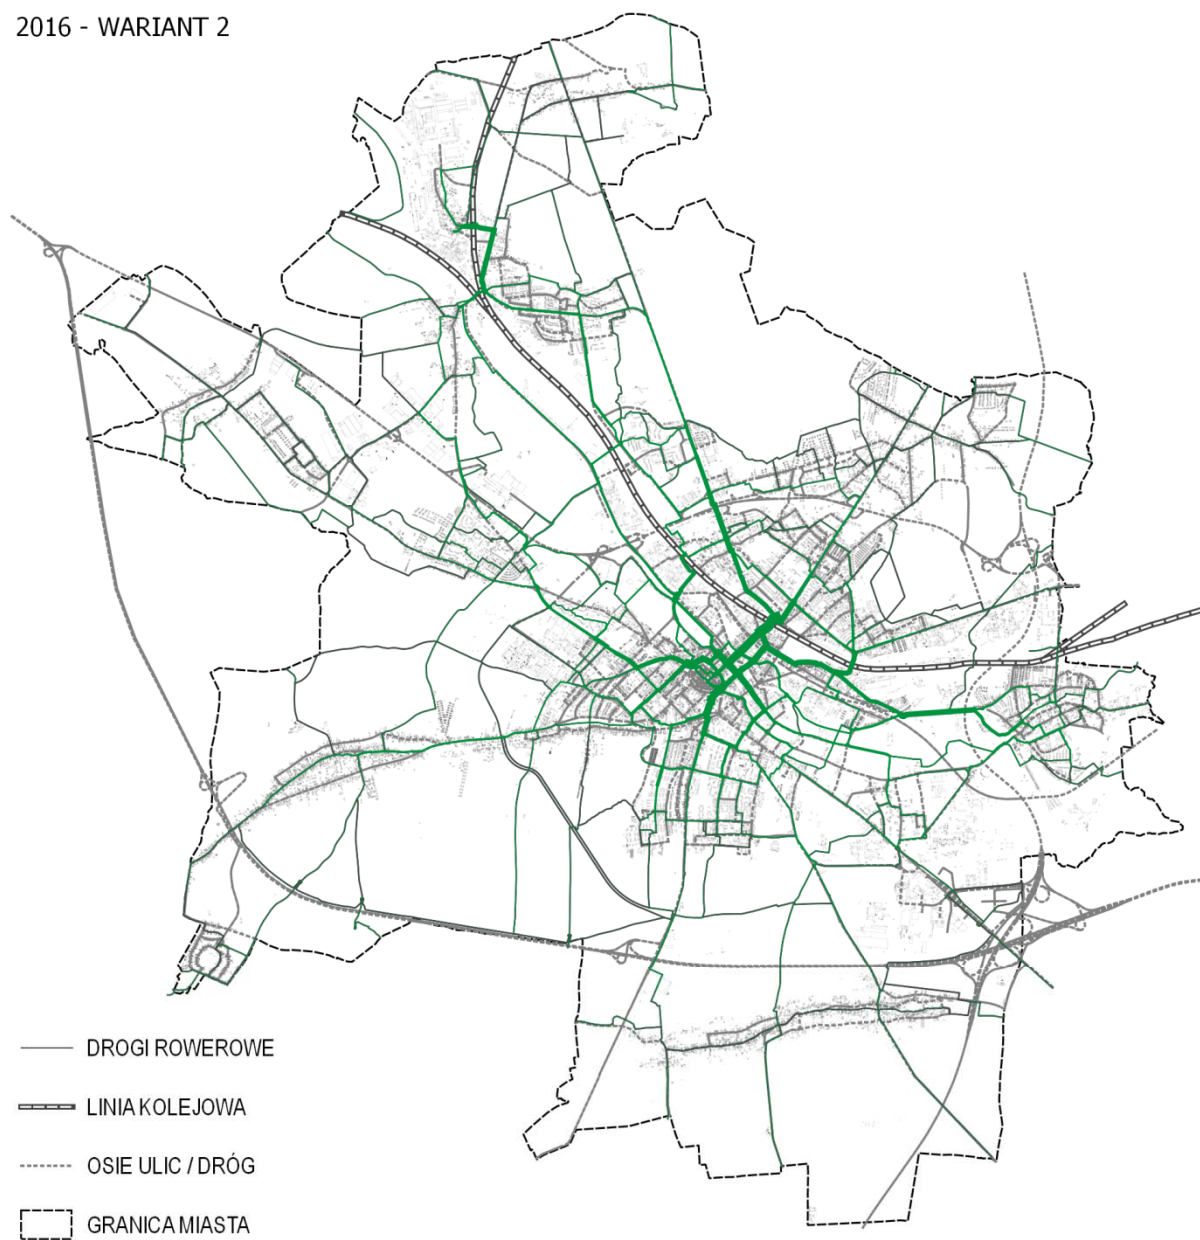 2016 - WARIANT 2
DROGI ROWEROWE
LINIA KOLEJOWA
OSIE ULIC / DRÓG
GRANICA MIASTA